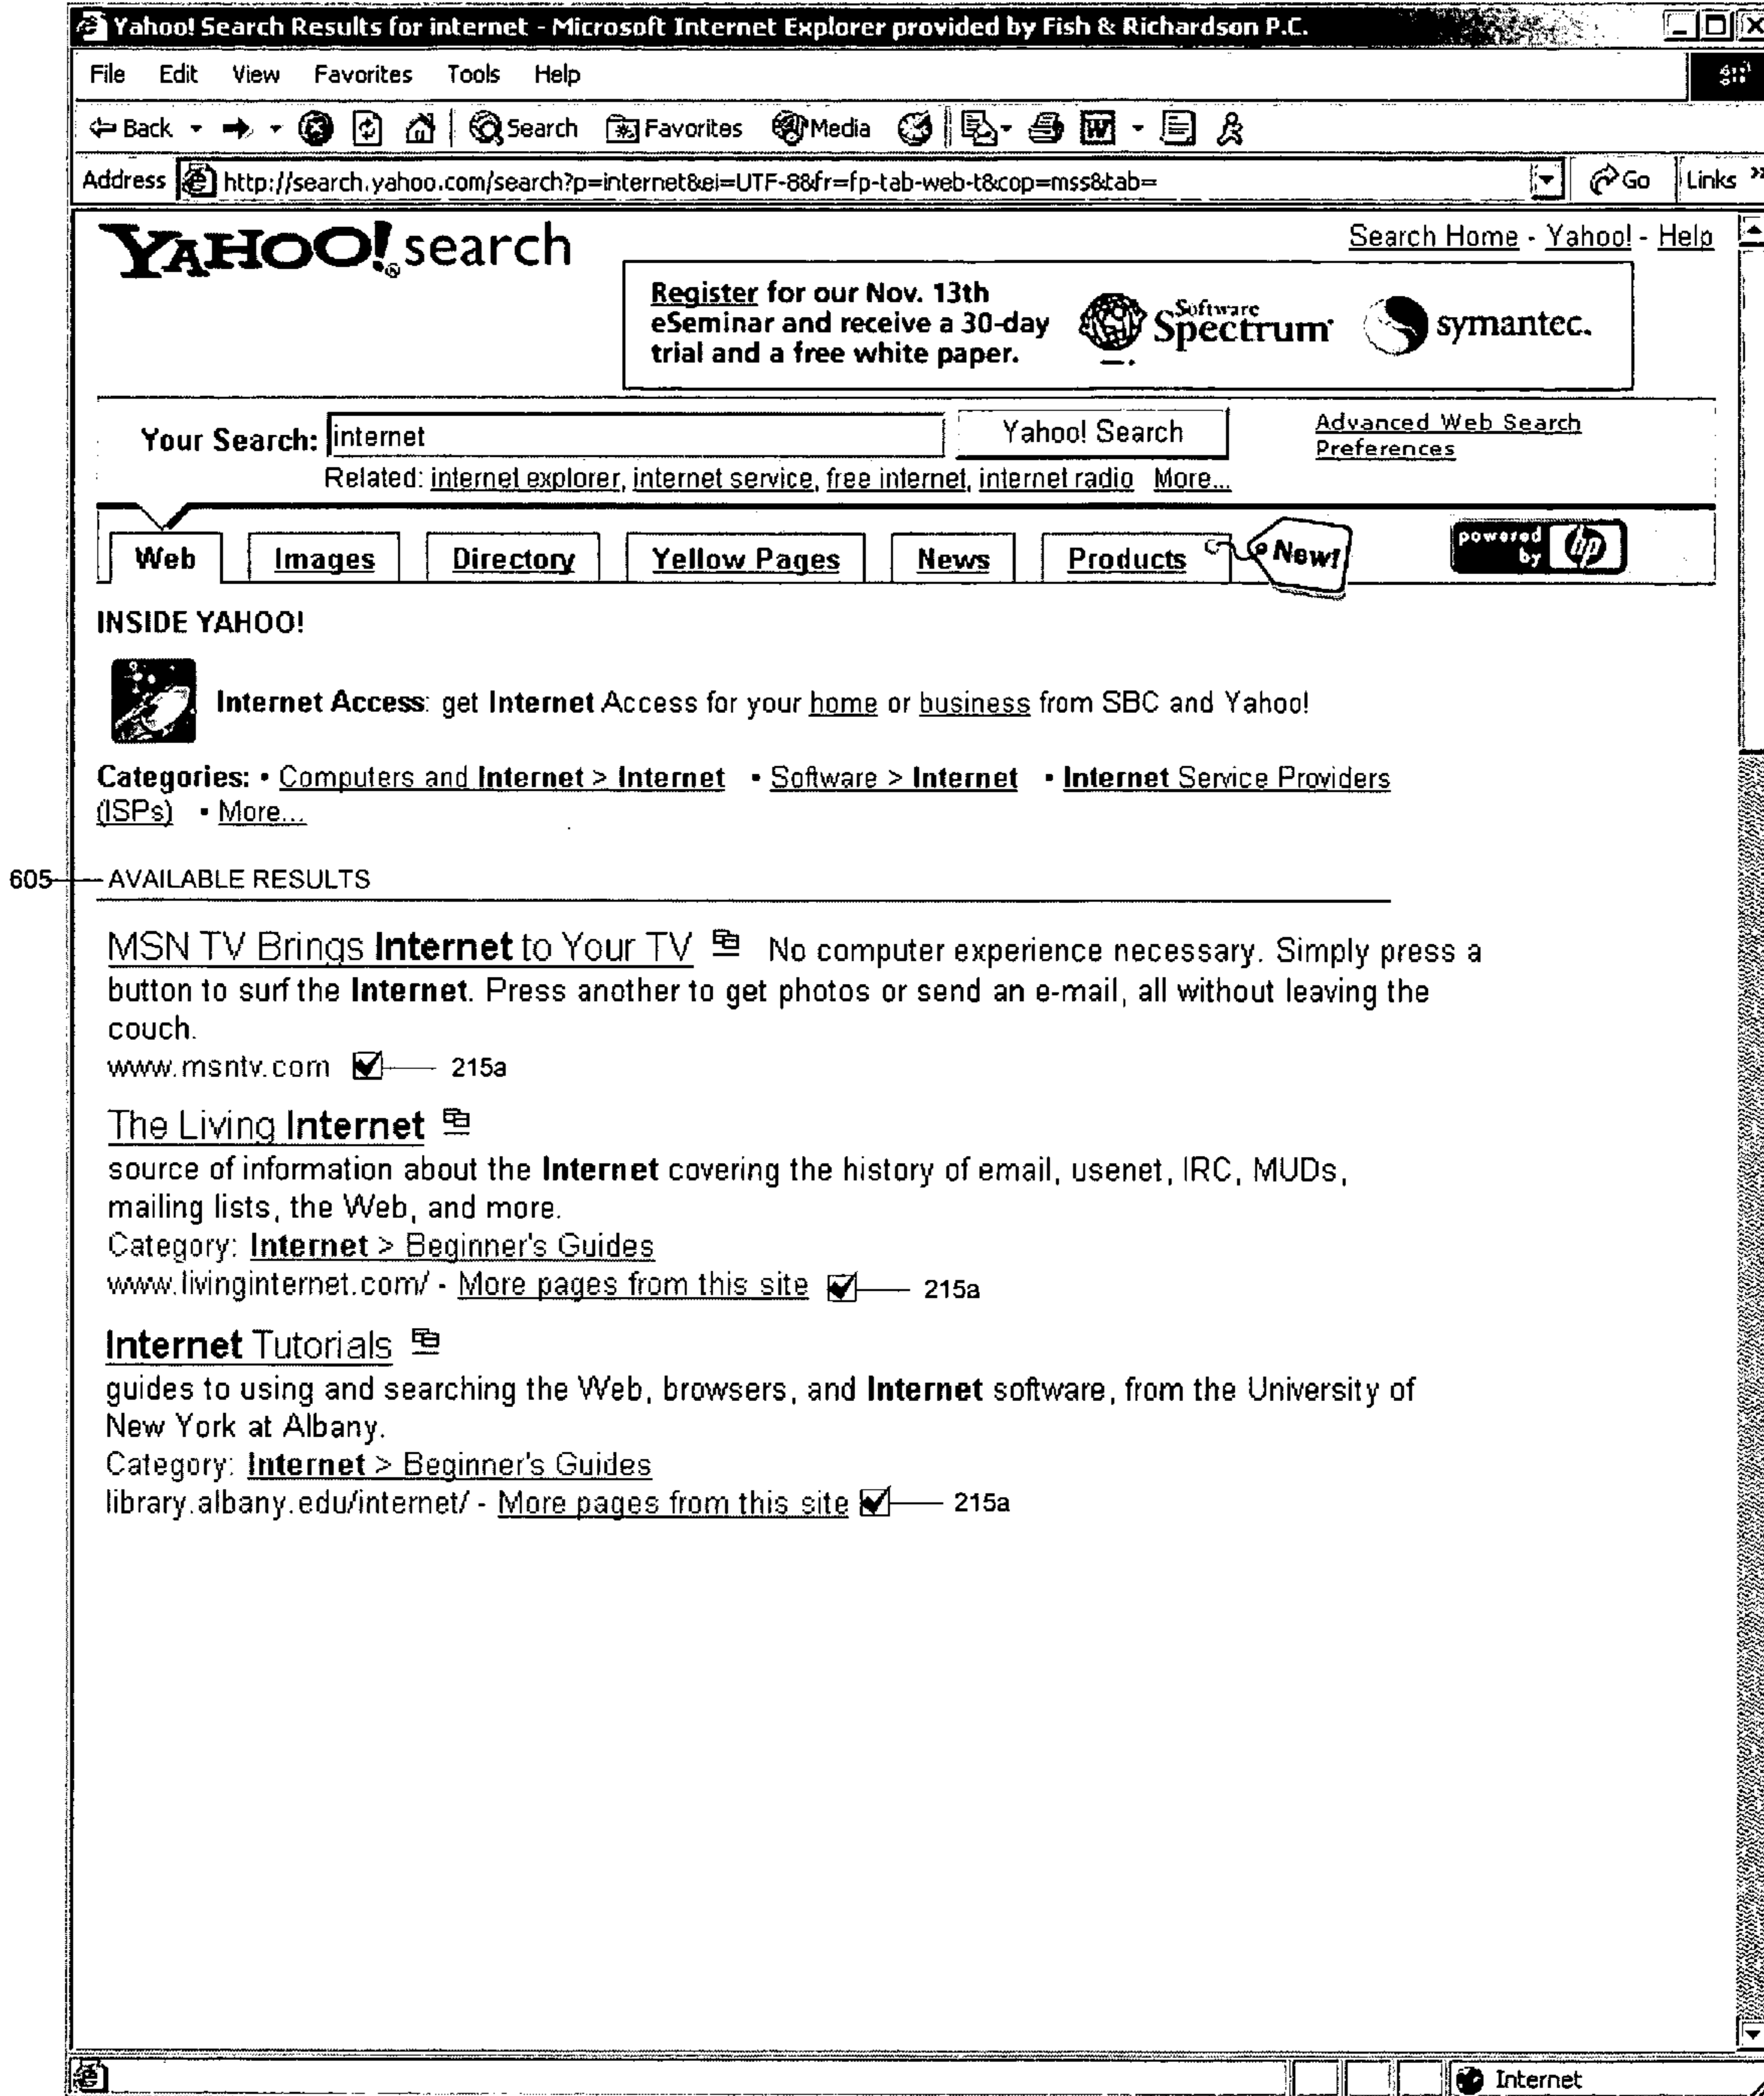 Yahoo! Search Results for internet - Microsoft Internet Explorer provided by Fish & Richardson P.C.
File Edit View Favorites Tools Help
Back Search Favorites Media
Address http://search.yahoo.com/search?p=internet&ei=UTF-8&fr=fp-tab-web-t&cop=mss&tab= Go Links »
YAHOO!® search
Search Home - Yahoo! - Help
Register for our Nov. 13th
eSeminar and receive a 30-day
trial and a free white paper.
Software
Spectrum
symantec.
Your Search: internet Yahoo! Search
Advanced Web Search
Preferences
Related: internet explorer, internet service, free internet, internet radio More...
Web Images Directory Yellow Pages News Products New!
powered
by hp
INSIDE YAHOO!
Internet Access: get Internet Access for your home or business from SBC and Yahoo!
Categories: • Computers and Internet > Internet • Software > Internet • Internet Service Providers
(ISPs) • More...
605 AVAILABLE RESULTS
MSN TV Brings Internet to Your TV No computer experience necessary. Simply press a
button to surf the Internet. Press another to get photos or send an e-mail, all without leaving the
couch.
www.msntv.com 215a
The Living Internet
source of information about the Internet covering the history of email, usenet, IRC, MUDs,
mailing lists, the Web, and more.
Category: Internet > Beginner's Guides
www.livinginternet.com/ - More pages from this site 215a
Internet Tutorials
guides to using and searching the Web, browsers, and Internet software, from the University of
New York at Albany.
Category: Internet > Beginner's Guides
library.albany.edu/internet/ - More pages from this site 215a
Internet